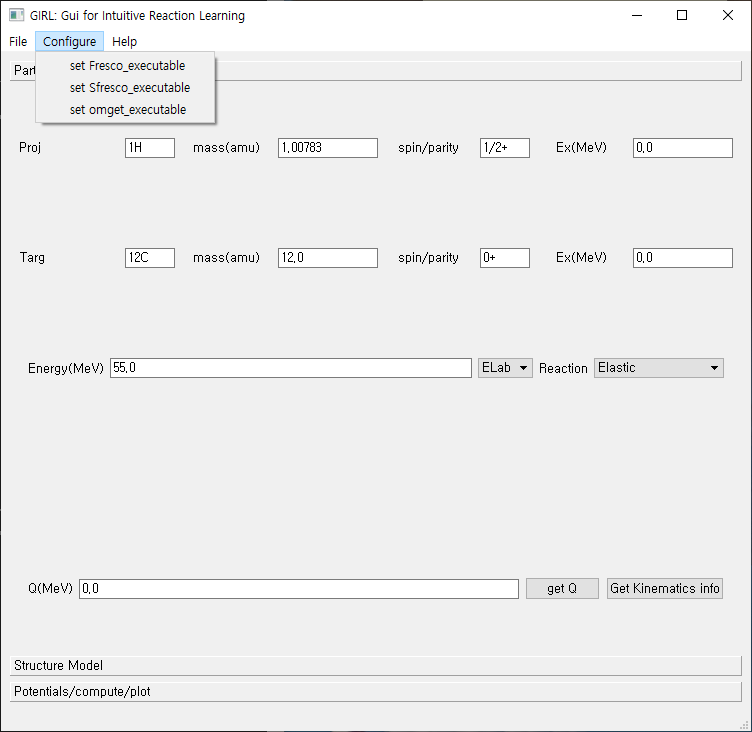 GIRL: Gui for Intuitive Reaction Learning
File Configure Help
set Fresco_executable
set Sfresco_executable
set omget_executable
Part
Proj 1H mass(amu) 1.00783 spin/parity 1/2+ Ex(MeV) 0.0
Targ 12C mass(amu) 12.0 spin/parity 0+ Ex(MeV) 0.0
Energy(MeV) 55.0 ELab Reaction Elastic
Q(MeV) 0.0 get Q Get Kinematics info
Structure Model
Potentials/compute/plot